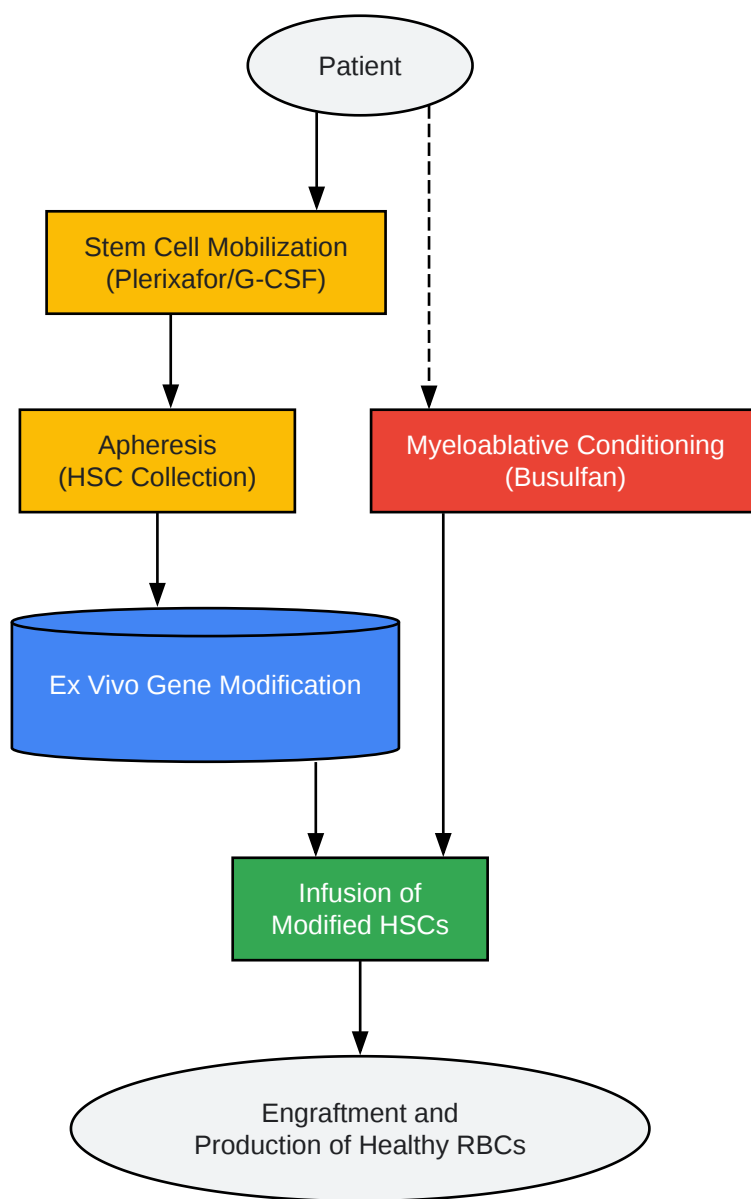 Patient
Stem Cell Mobilization
(Plerixafor/G-CSF)
Apheresis
(HSC Collection)
Myeloablative Conditioning
(Busulfan)
Ex Vivo Gene Modification
Infusion of
Modified HSCs
Engraftment and
Production of Healthy RBCs